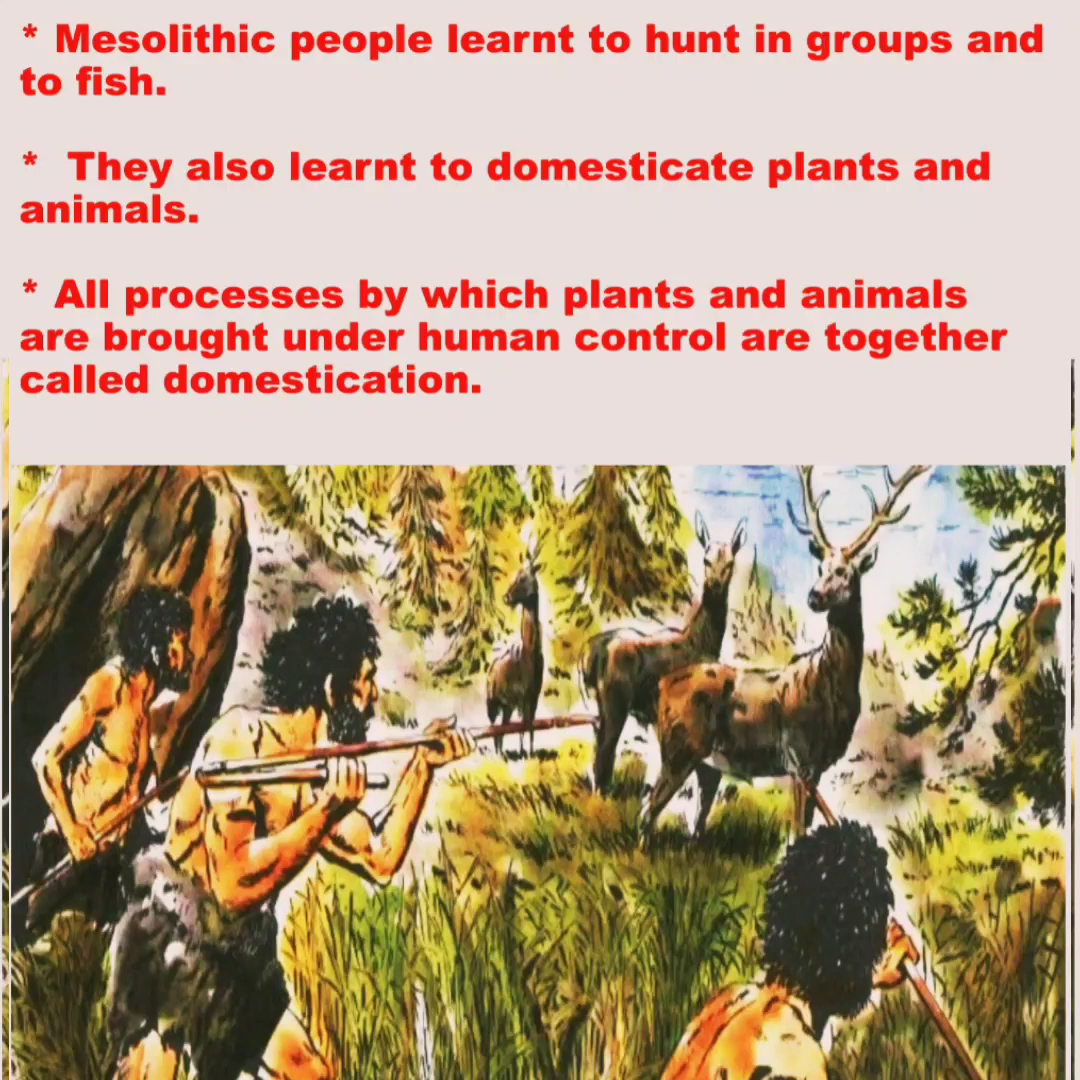 * Mesolithic people learnt to hunt in groups and
to fish.
*  They also learnt to domesticate plants and
animals.
* All processes by which plants and animals
are brought under human control are together
called domestication.